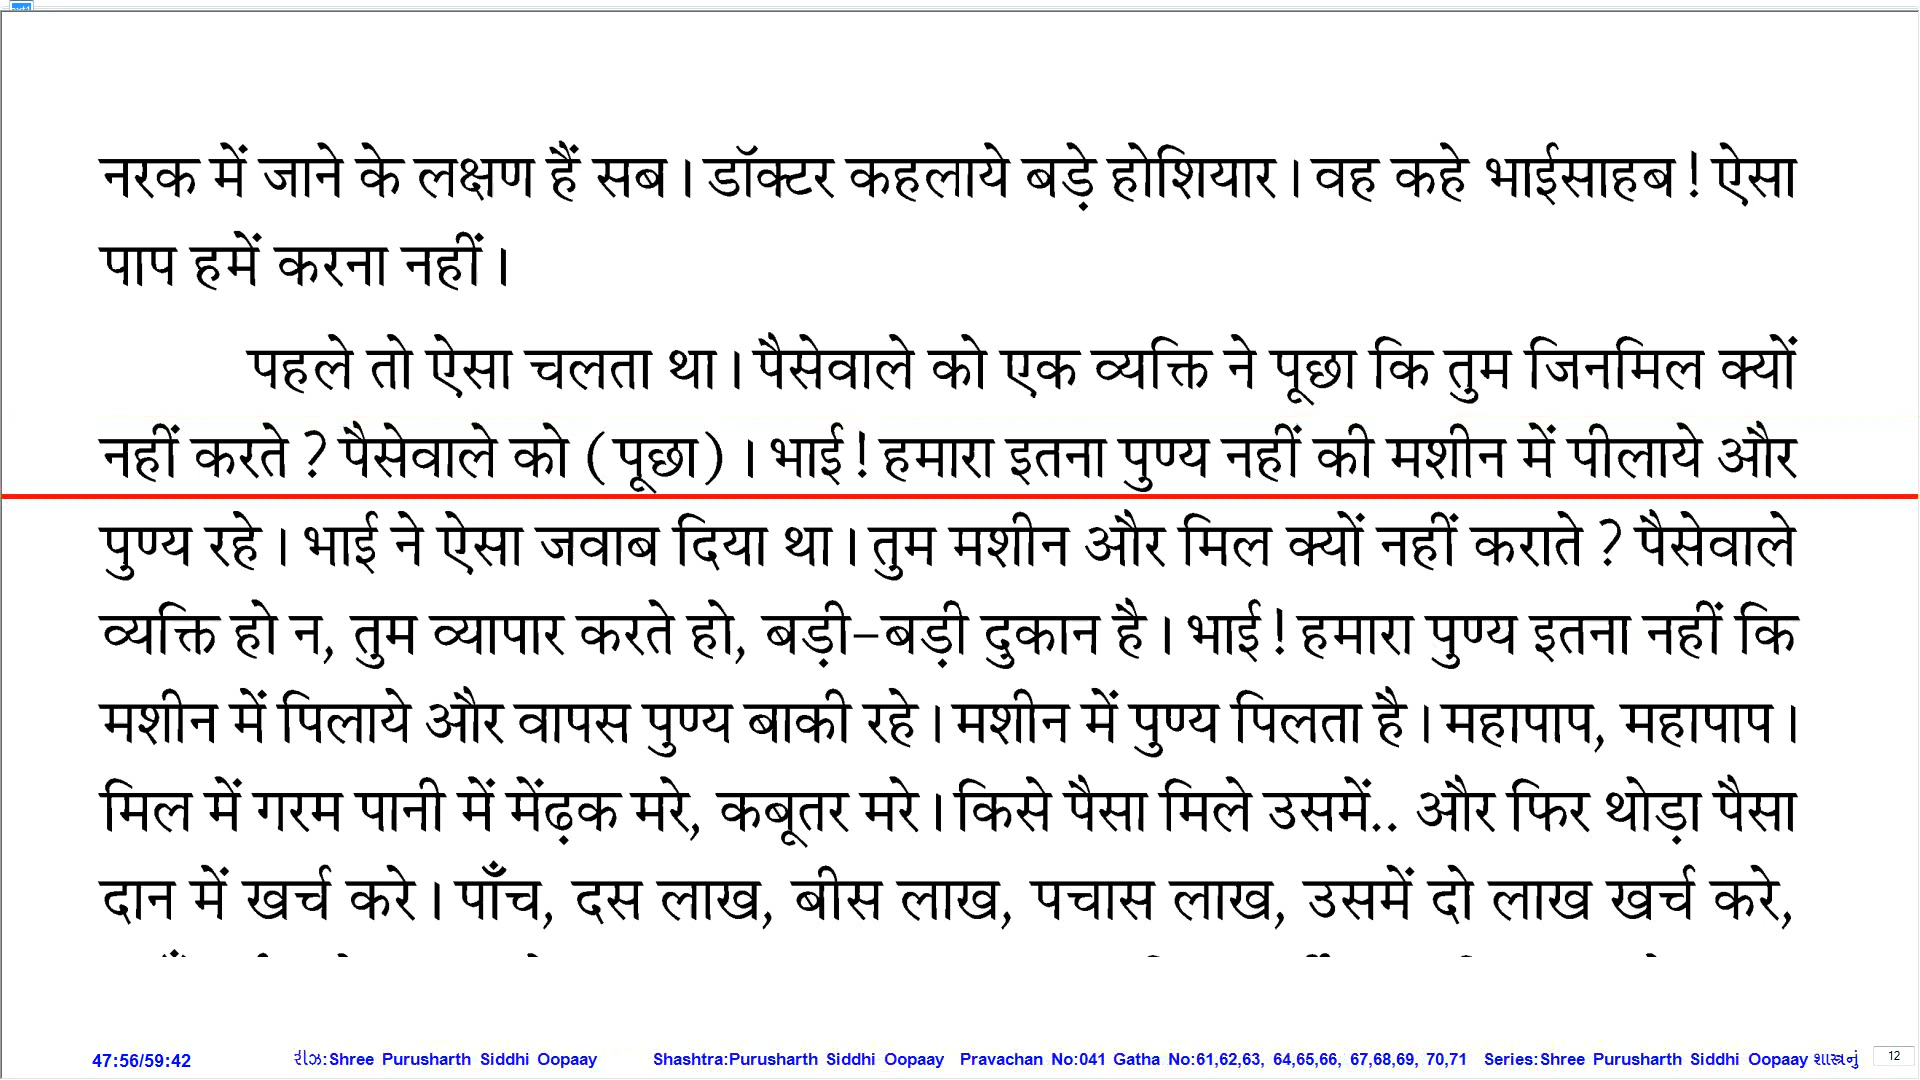 नरक में जाने के लक्षण हैं सब। डॉक्टर कहलाये बड़े होशियार। वह कहे भाईसाहब! ऐसा
पाप हमें करना नहीं।
पहले तो ऐसा चलता था। पैसेवाले को एक व्यक्ति ने पूछा कि तुम जिनमिल क्यों
नहीं करते? पैसेवाले को (पूछा)। भाई! हमारा इतना पुण्य नहीं की मशीन में पीलाये और
पुण्य रहे। भाई ने ऐसा जवाब दिया था। तुम मशीन और मिल क्यों नहीं कराते? पैसेवाले
व्यक्ति हो न, तुम व्यापार करते हो, बड़ी-बड़ी दुकान है। भाई! हमारा पुण्य इतना नहीं कि
मशीन में पिलाये और वापस पुण्य बाकी रहे। मशीन में पुण्य पिलता है। महापाप, महापाप।
मिल में गरम पानी में मेंढ़क मरे, कबूतर मरे। किसे पैसा मिले उसमें.. और फिर थोड़ा पैसा
दान में खर्च करे। पाँच, दस लाख, बीस लाख, पचास लाख, उसमें दो लाख खर्च करे,
47:56/59:42 રીઝ:Shree Purusharth Siddhi Oopaay Shashtra:Purusharth Siddhi Oopaay Pravachan No:041 Gatha No:61,62,63, 64,65,66, 67,68,69, 70,71 Series:Shree Purusharth Siddhi Oopaay શાસ્ત્રનું 12